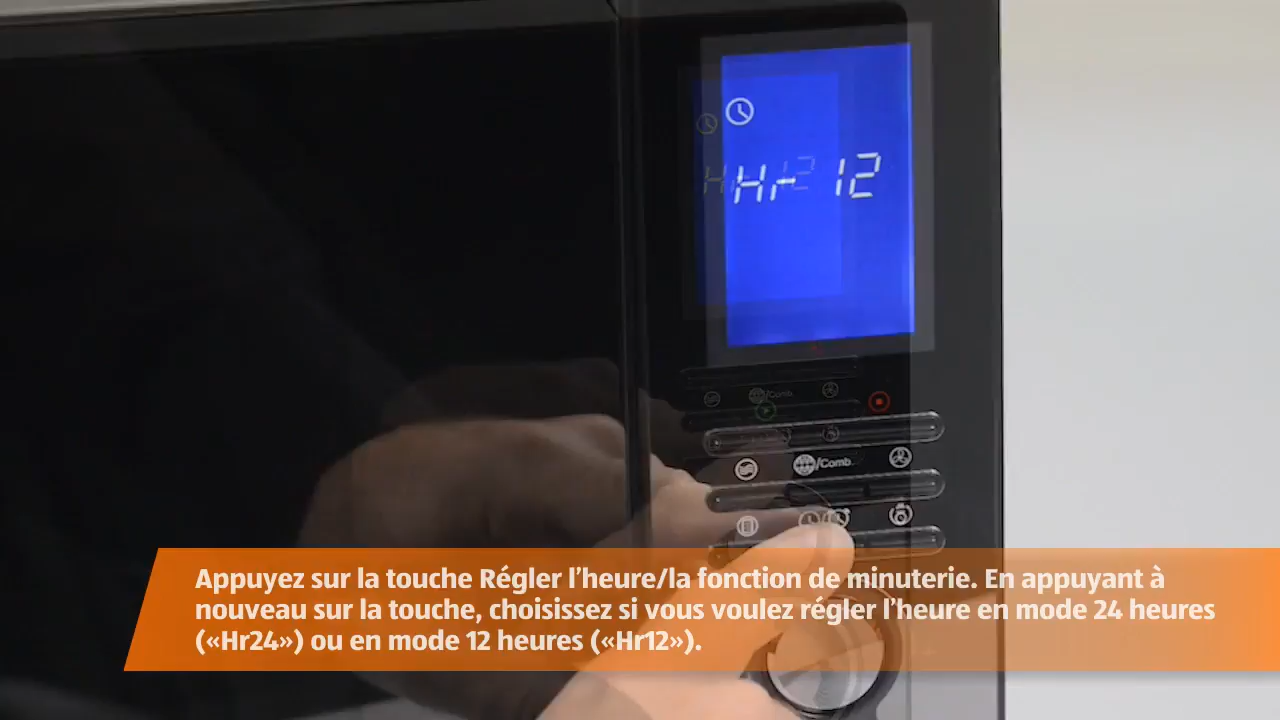 Hr 12
/Comb.
/Comb.
Appuyez sur la touche Régler l'heure/la fonction de minuterie. En appuyant à
nouveau sur la touche, choisissez si vous voulez régler l'heure en mode 24 heures
(«Hr24») ou en mode 12 heures («Hr12»).